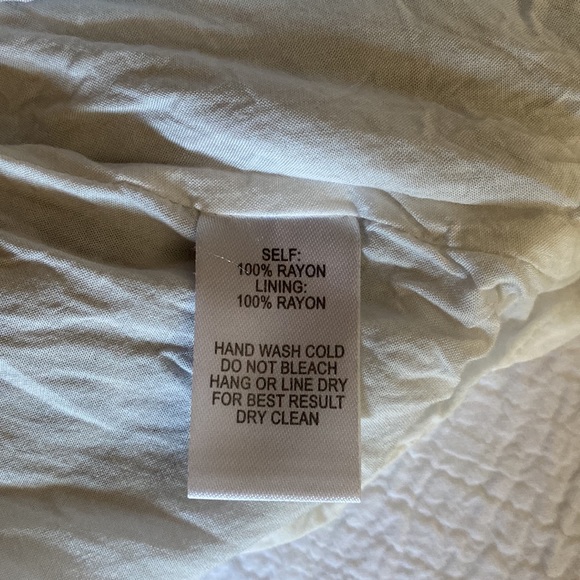 SELF:
100% RAYON
LINING:
100% RAYON
HAND WASH COLD
DO NOT BLEACH
HANG OR LINE DRY
FOR BEST RESULT
DRY CLEAN